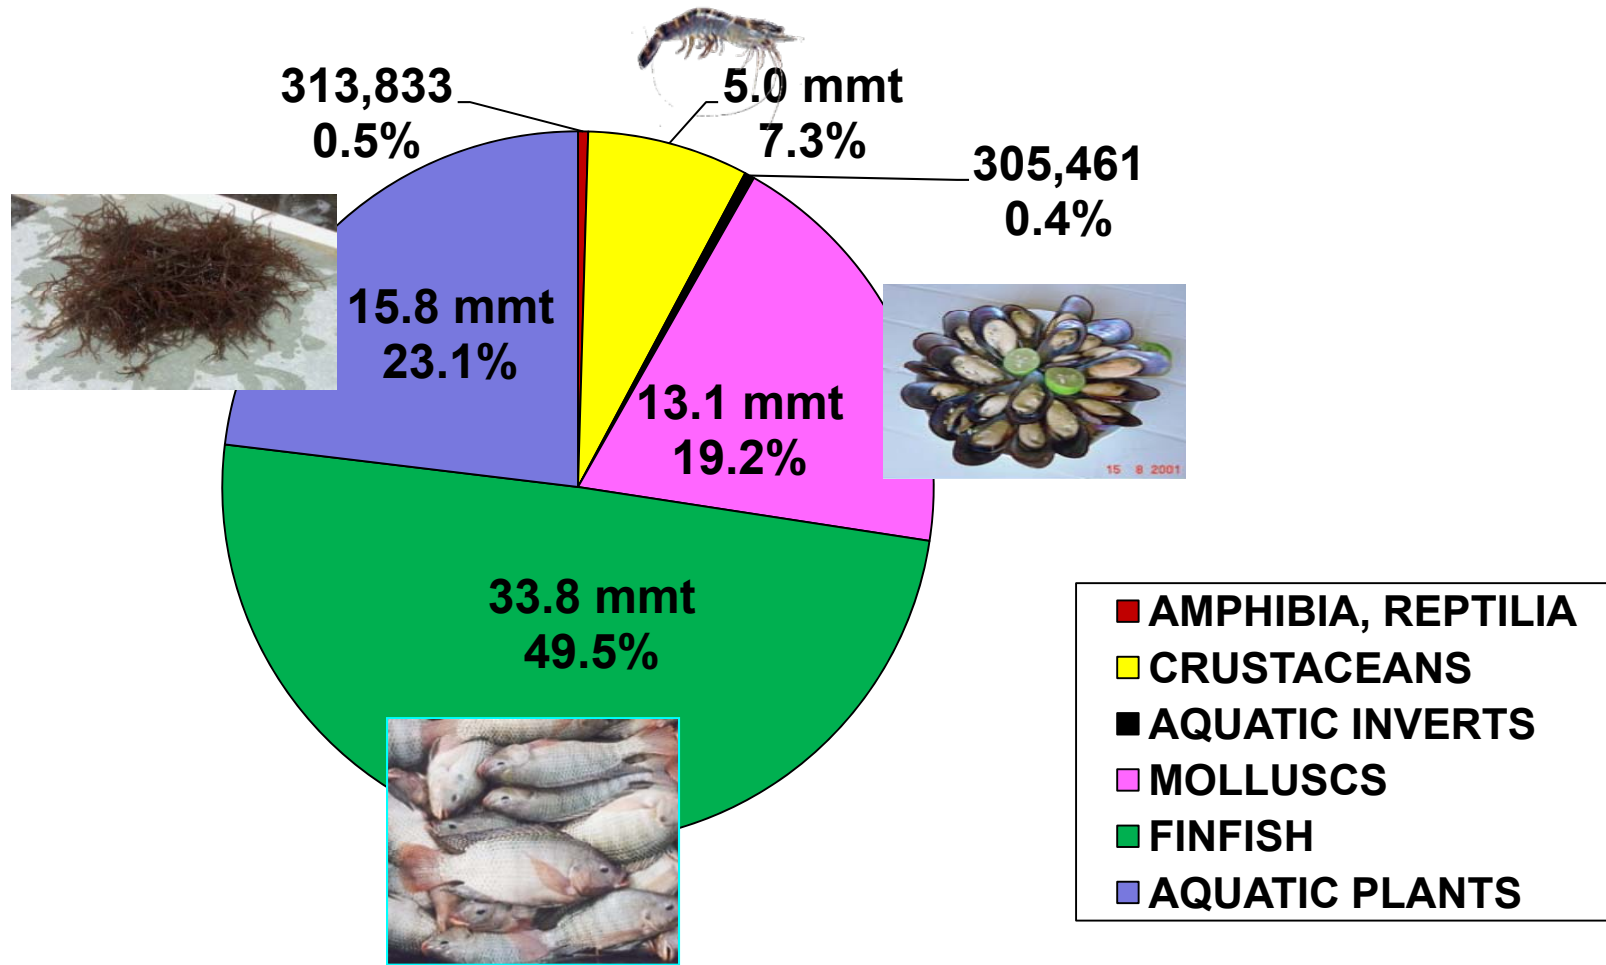 313,833
0.5%
5.0 mmt
7.3%
305,461
0.4%
15.8 mmt
23.1%
13.1 mmt
19.2%
15 8 2001
33.8 mmt
49.5%
AMPHIBIA, REPTILIA
CRUSTACEANS
AQUATIC INVERTS
MOLLUSCS
FINFISH
AQUATIC PLANTS